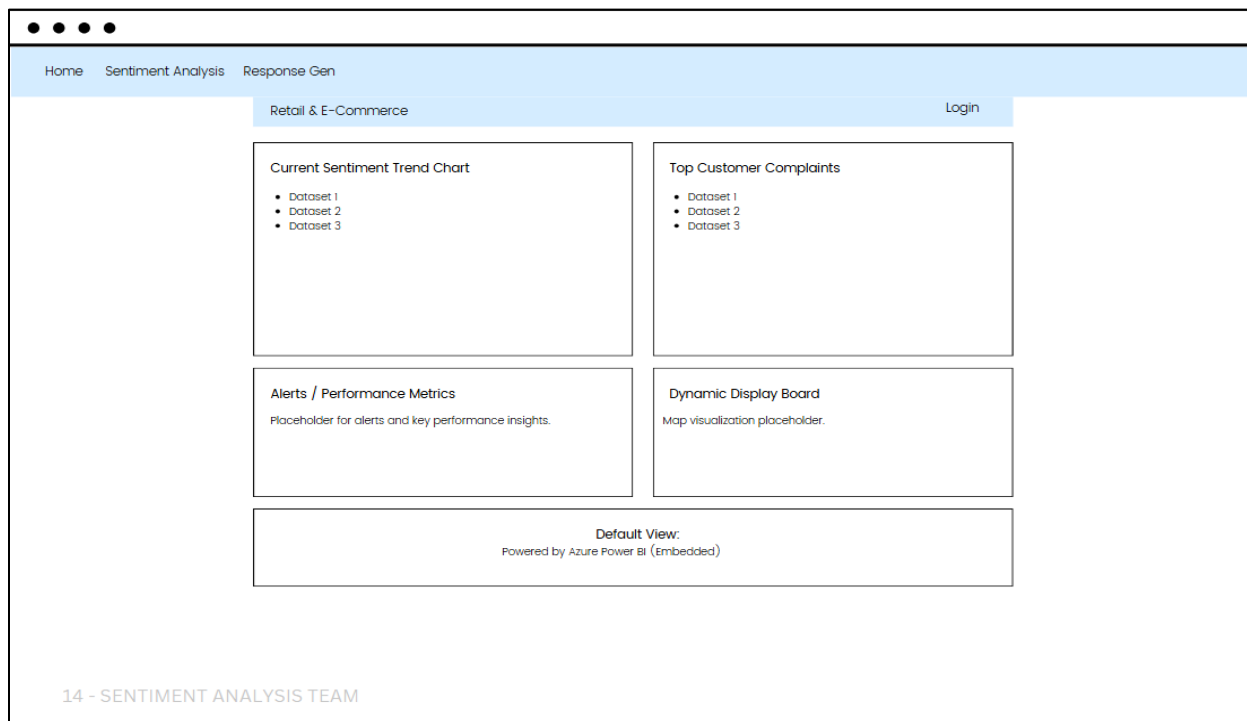 Home Sentiment Analysis Response Gen
Retail & E-Commerce Login
Current Sentiment Trend Chart
• Dataset 1
• Dataset 2
• Dataset 3
Top Customer Complaints
• Dataset 1
• Dataset 2
• Dataset 3
Alerts / Performance Metrics
Placeholder for alerts and key performance insights.
Dynamic Display Board
Map visualization placeholder.
Default View:
Powered by Azure Power BI (Embedded)
14 - SENTIMENT ANALYSIS TEAM